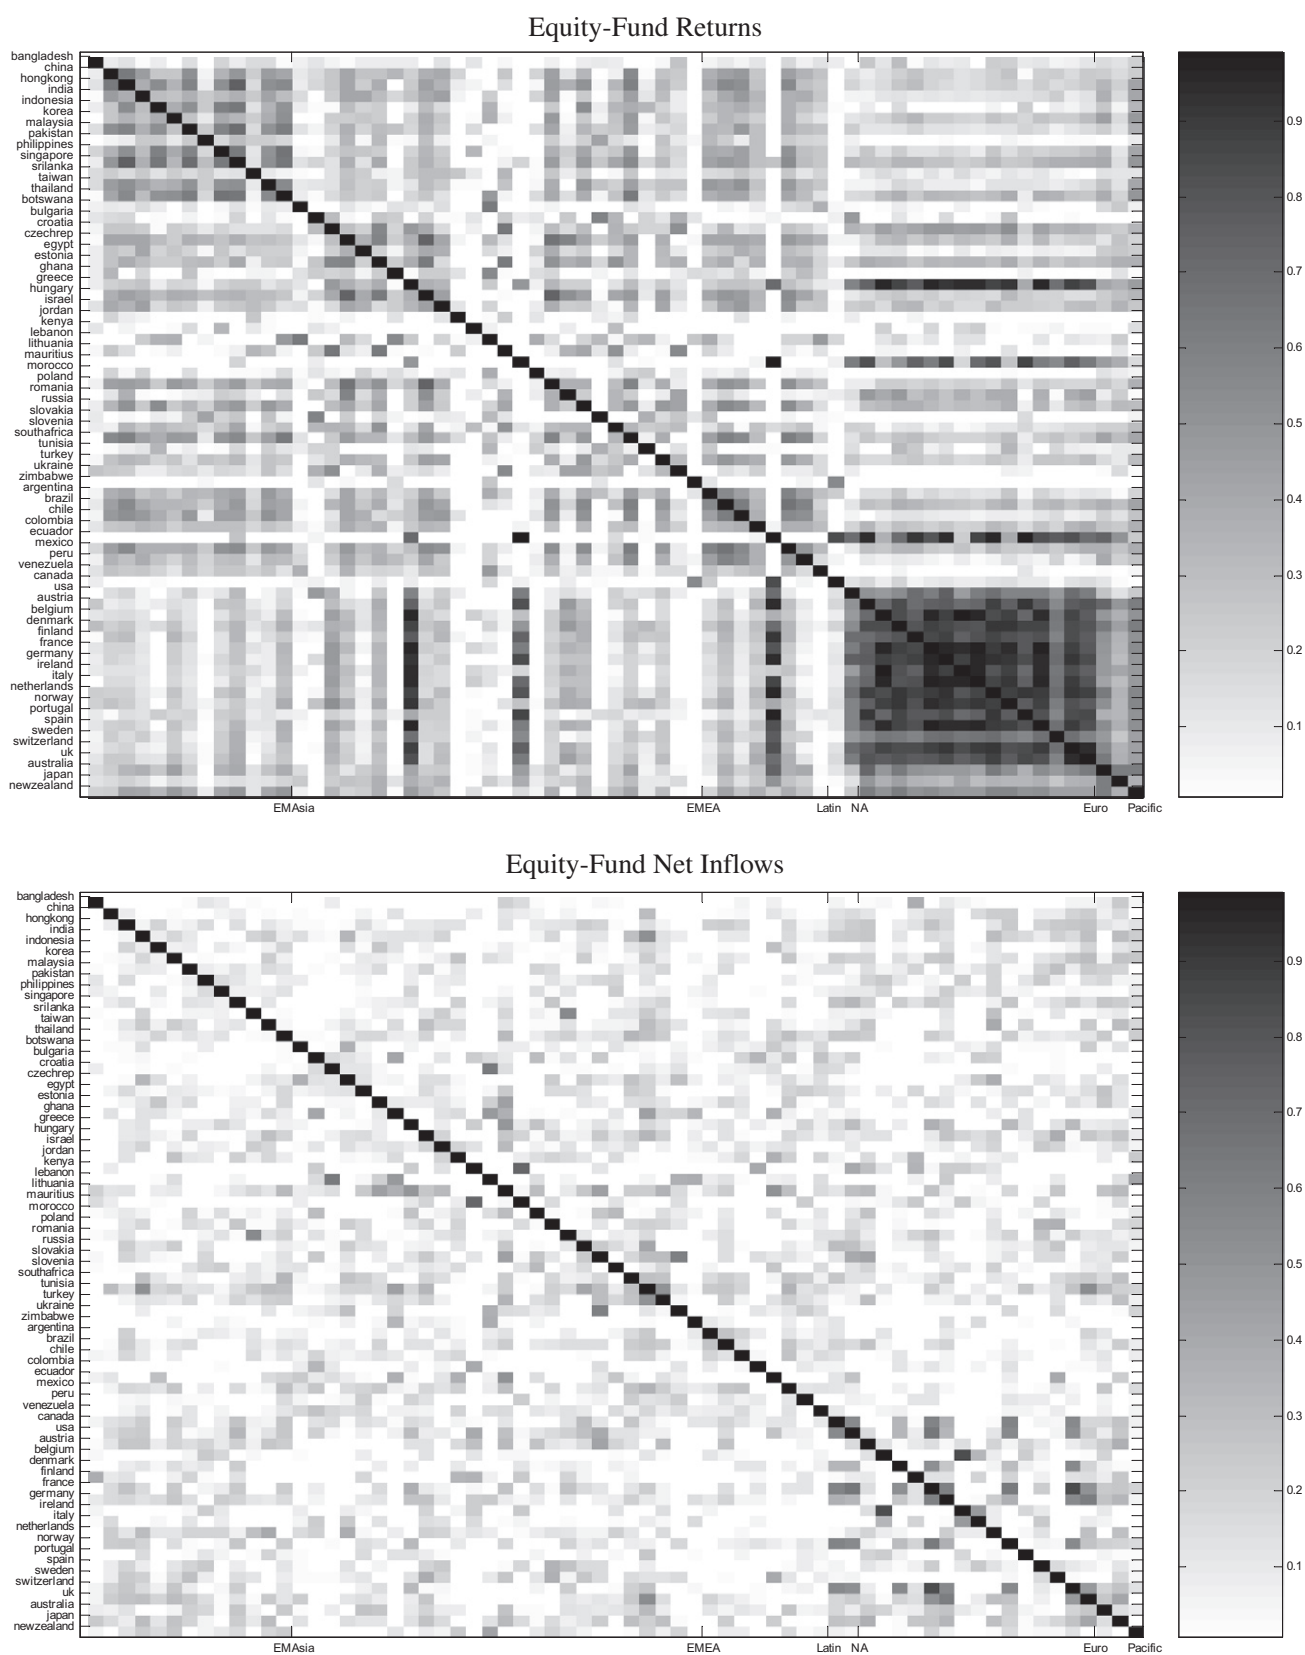 Equity-Fund Returns
bangladesh
china
hongkong
india
indonesia
korea
malaysia
pakistan
philippines
singapore
srilanka
taiwan
thailand
botswana
bulgaria
croatia
czechrep
egypt
estonia
ghana
greece
hungary
israel
jordan
kenya
lebanon
lithuania
mauritius
morocco
poland
romania
russia
slovakia
slovenia
southafrica
tunisia
turkey
ukraine
zimbabwe
argentina
brazil
chile
colombia
ecuador
mexico
peru
venezuela
canada
usa
austria
belgium
denmark
finland
france
germany
ireland
italy
netherlands
norway
portugal
spain
sweden
switzerland
uk
australia
japan
newzealand
EMAsia EMEA Latin NA Euro Pacific
0.9
0.8
0.7
0.6
0.5
0.4
0.3
0.2
0.1
Equity-Fund Net Inflows
bangladesh
china
hongkong
india
indonesia
korea
malaysia
pakistan
philippines
singapore
srilanka
taiwan
thailand
botswana
bulgaria
croatia
czechrep
egypt
estonia
ghana
greece
hungary
israel
jordan
kenya
lebanon
lithuania
mauritius
morocco
poland
romania
russia
slovakia
slovenia
southafrica
tunisia
turkey
ukraine
zimbabwe
argentina
brazil
chile
colombia
ecuador
mexico
peru
venezuela
canada
usa
austria
belgium
denmark
finland
france
germany
ireland
italy
netherlands
norway
portugal
spain
sweden
switzerland
uk
australia
japan
newzealand
EMAsia EMEA Latin NA Euro Pacific
0.9
0.8
0.7
0.6
0.5
0.4
0.3
0.2
0.1